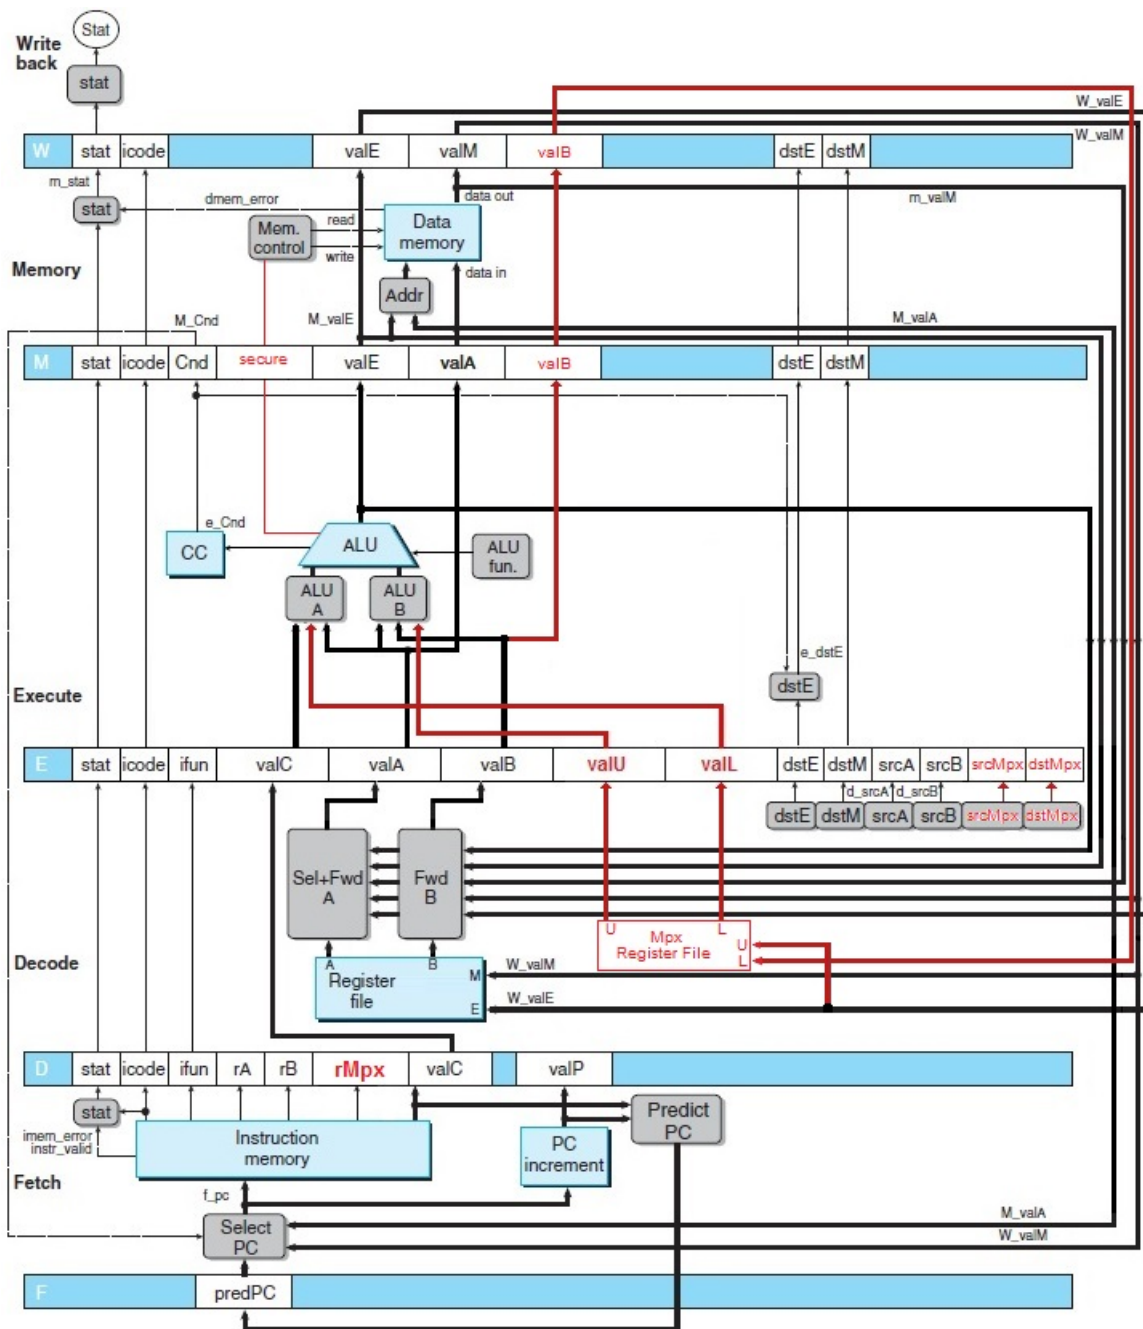 Stat
Write
back
stat
W_valE
W_valM
W stat icode valE valM valB dstE dstM
m_stat
stat
dmem_error
data out
m_valM
Mem.
control
read
write
Data
memory
data in
Memory
Addr
M_Cnd
M_valE
M_valA
M stat icode Cnd secure valE valA valB dstE dstM
e_Cnd
CC
ALU
ALU
fun.
ALU
A
ALU
B
e_dstE
dstE
Execute
E stat icode ifun valC valA valB valU valL dstE dstM srcA srcB srcMpx dstMpx
d_srcA d_srcB
dstE dstM srcA srcB srcMpx dstMpx
Sel+Fwd
A
Fwd
B
U L
Mpx
Register File
U
L
Decode
A B
Register
file
M
E
W_valM
W_valE
D stat icode ifun rA rB rMpx valC valP
stat
imem_error
instr_valid
Instruction
memory
PC
increment
Predict
PC
Fetch
f_pc
Select
PC
M_valA
W_valM
F predPC